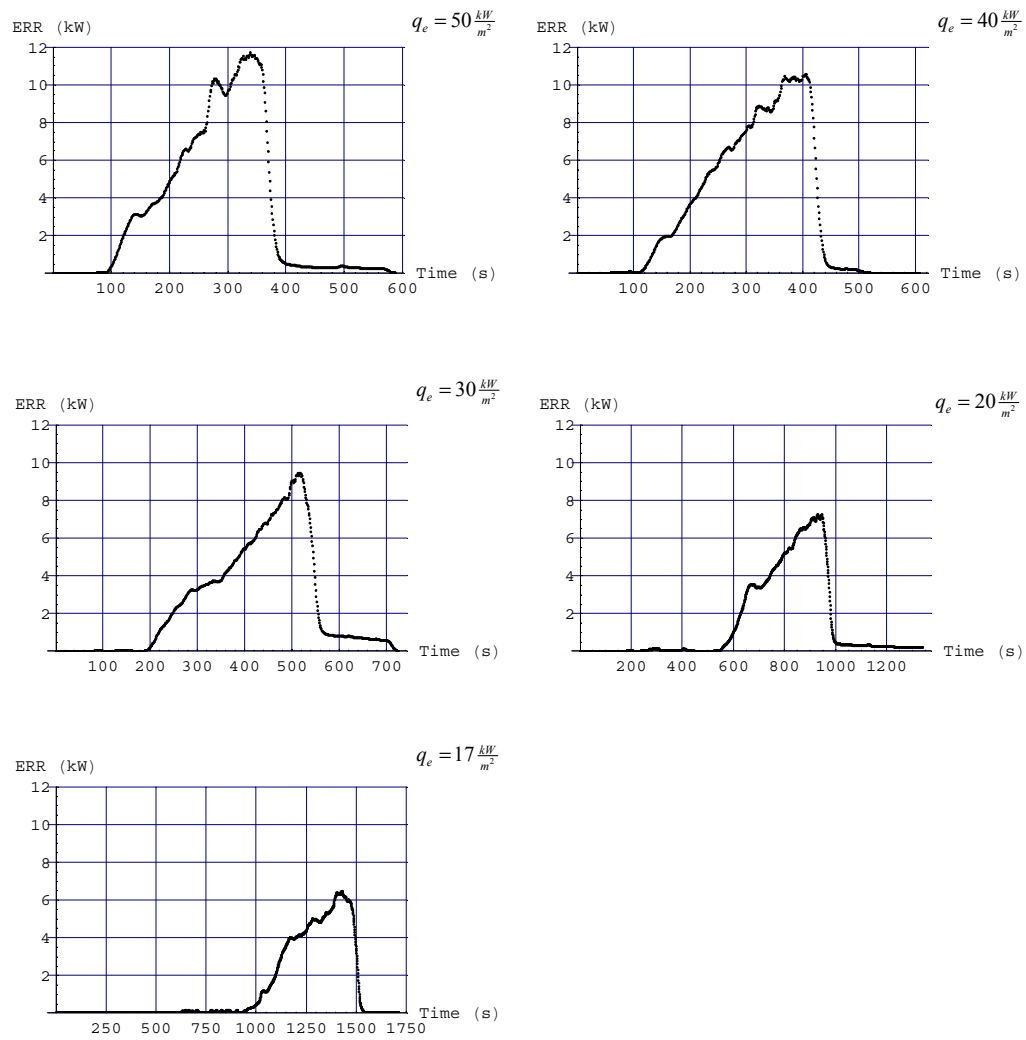 ERR (kW)
q_e = 50 kW/m²
12
10
8
6
4
2
100 200 300 400 500 600
Time (s)
ERR (kW)
q_e = 40 kW/m²
12
10
8
6
4
2
100 200 300 400 500 600
Time (s)
ERR (kW)
q_e = 30 kW/m²
12
10
8
6
4
2
100 200 300 400 500 600 700
Time (s)
ERR (kW)
q_e = 20 kW/m²
12
10
8
6
4
2
200 400 600 800 1000 1200
Time (s)
ERR (kW)
q_e = 17 kW/m²
12
10
8
6
4
2
250 500 750 1000 1250 1500 1750
Time (s)